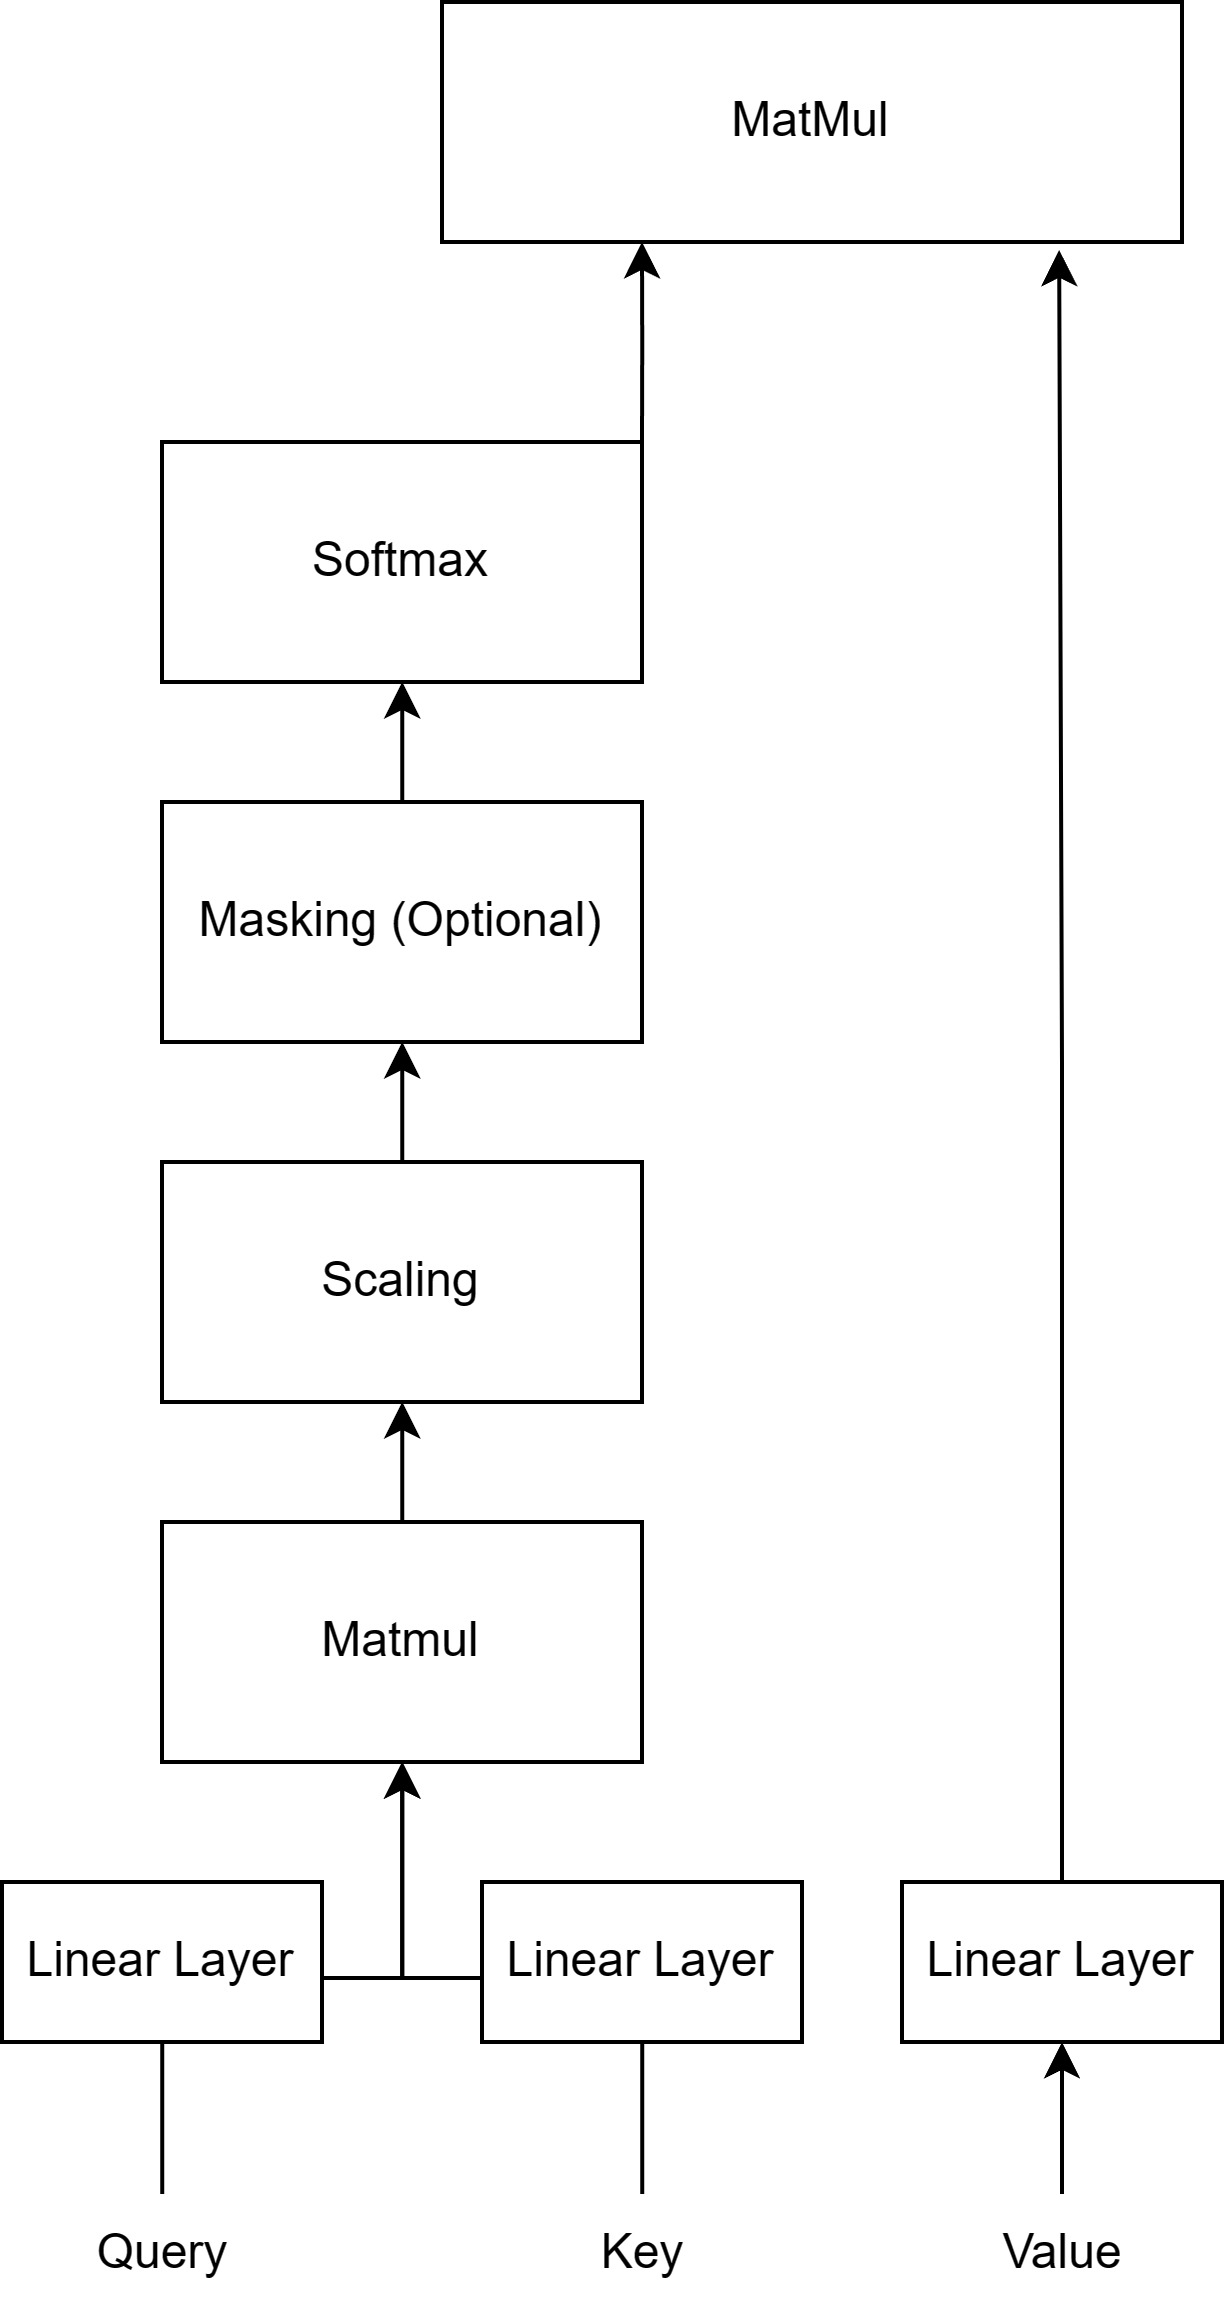 MatMul
Softmax
Masking (Optional)
Scaling
Matmul
Linear Layer
Linear Layer
Linear Layer
Query
Key
Value